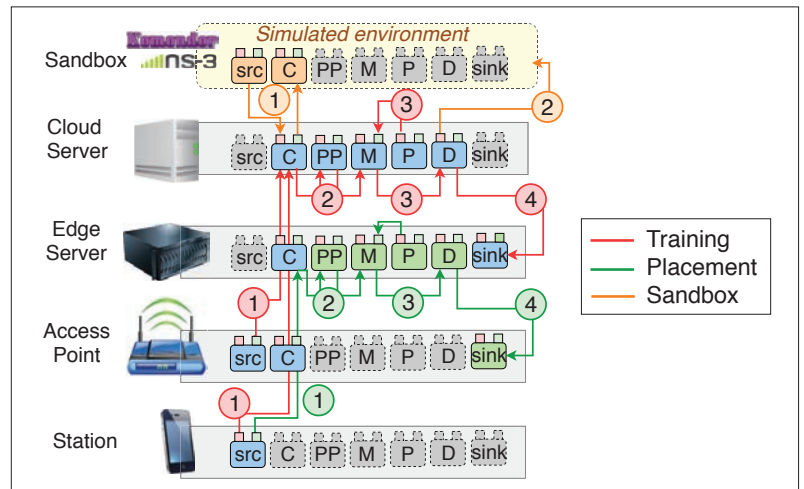 Komondor
ns-3
Simulated environment
Sandbox
src C PP M P D sink
1
3
2
Cloud
Server
src C PP M P D sink
2
3
4
Edge
Server
src C PP M P D sink
1
2
3
4
Access
Point
src C PP M P D sink
1
1
Station
src C PP M P D sink
Training
Placement
Sandbox